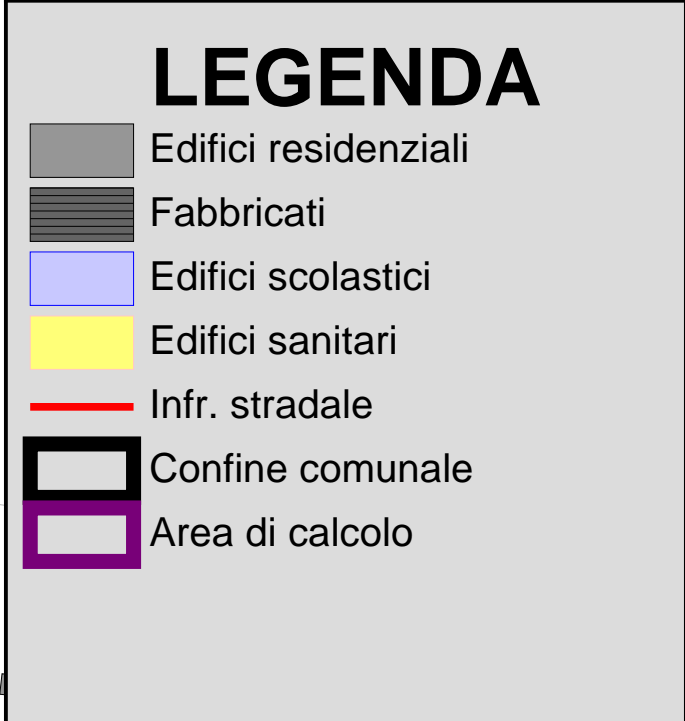 LEGENDA
Edifici residenziali
Fabbricati
Edifici scolastici
Edifici sanitari
Infr. stradale
Confine comunale
Area di calcolo